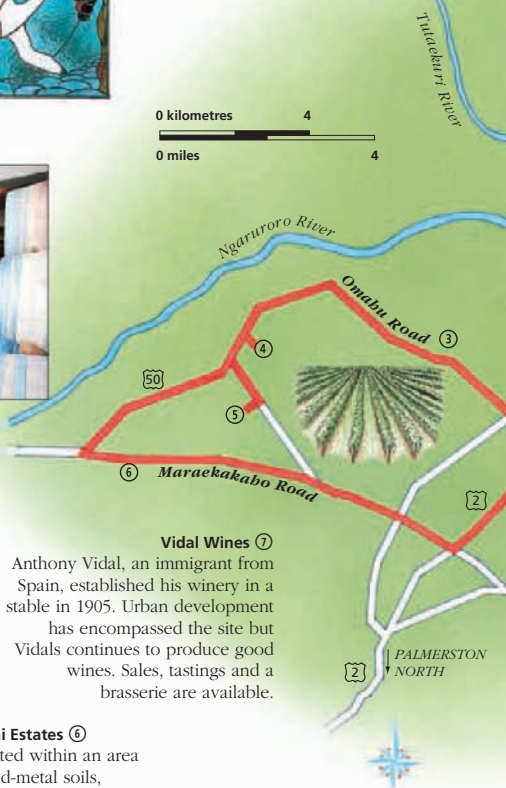 Tutaekuri River
0 kilometres 4
0 miles 4
Ngaruroro River
Omahu Road
③
④
50
⑤
⑥
Maraekakaho Road
2
Vidal Wines ⑦
Anthony Vidal, an immigrant from
Spain, established his winery in a
stable in 1905. Urban development
has encompassed the site but
Vidals continues to produce good
wines. Sales, tastings and a
brasserie are available.
PALMERSTON
NORTH
2
i Estates ⑥
ted within an area
d-metal soils,